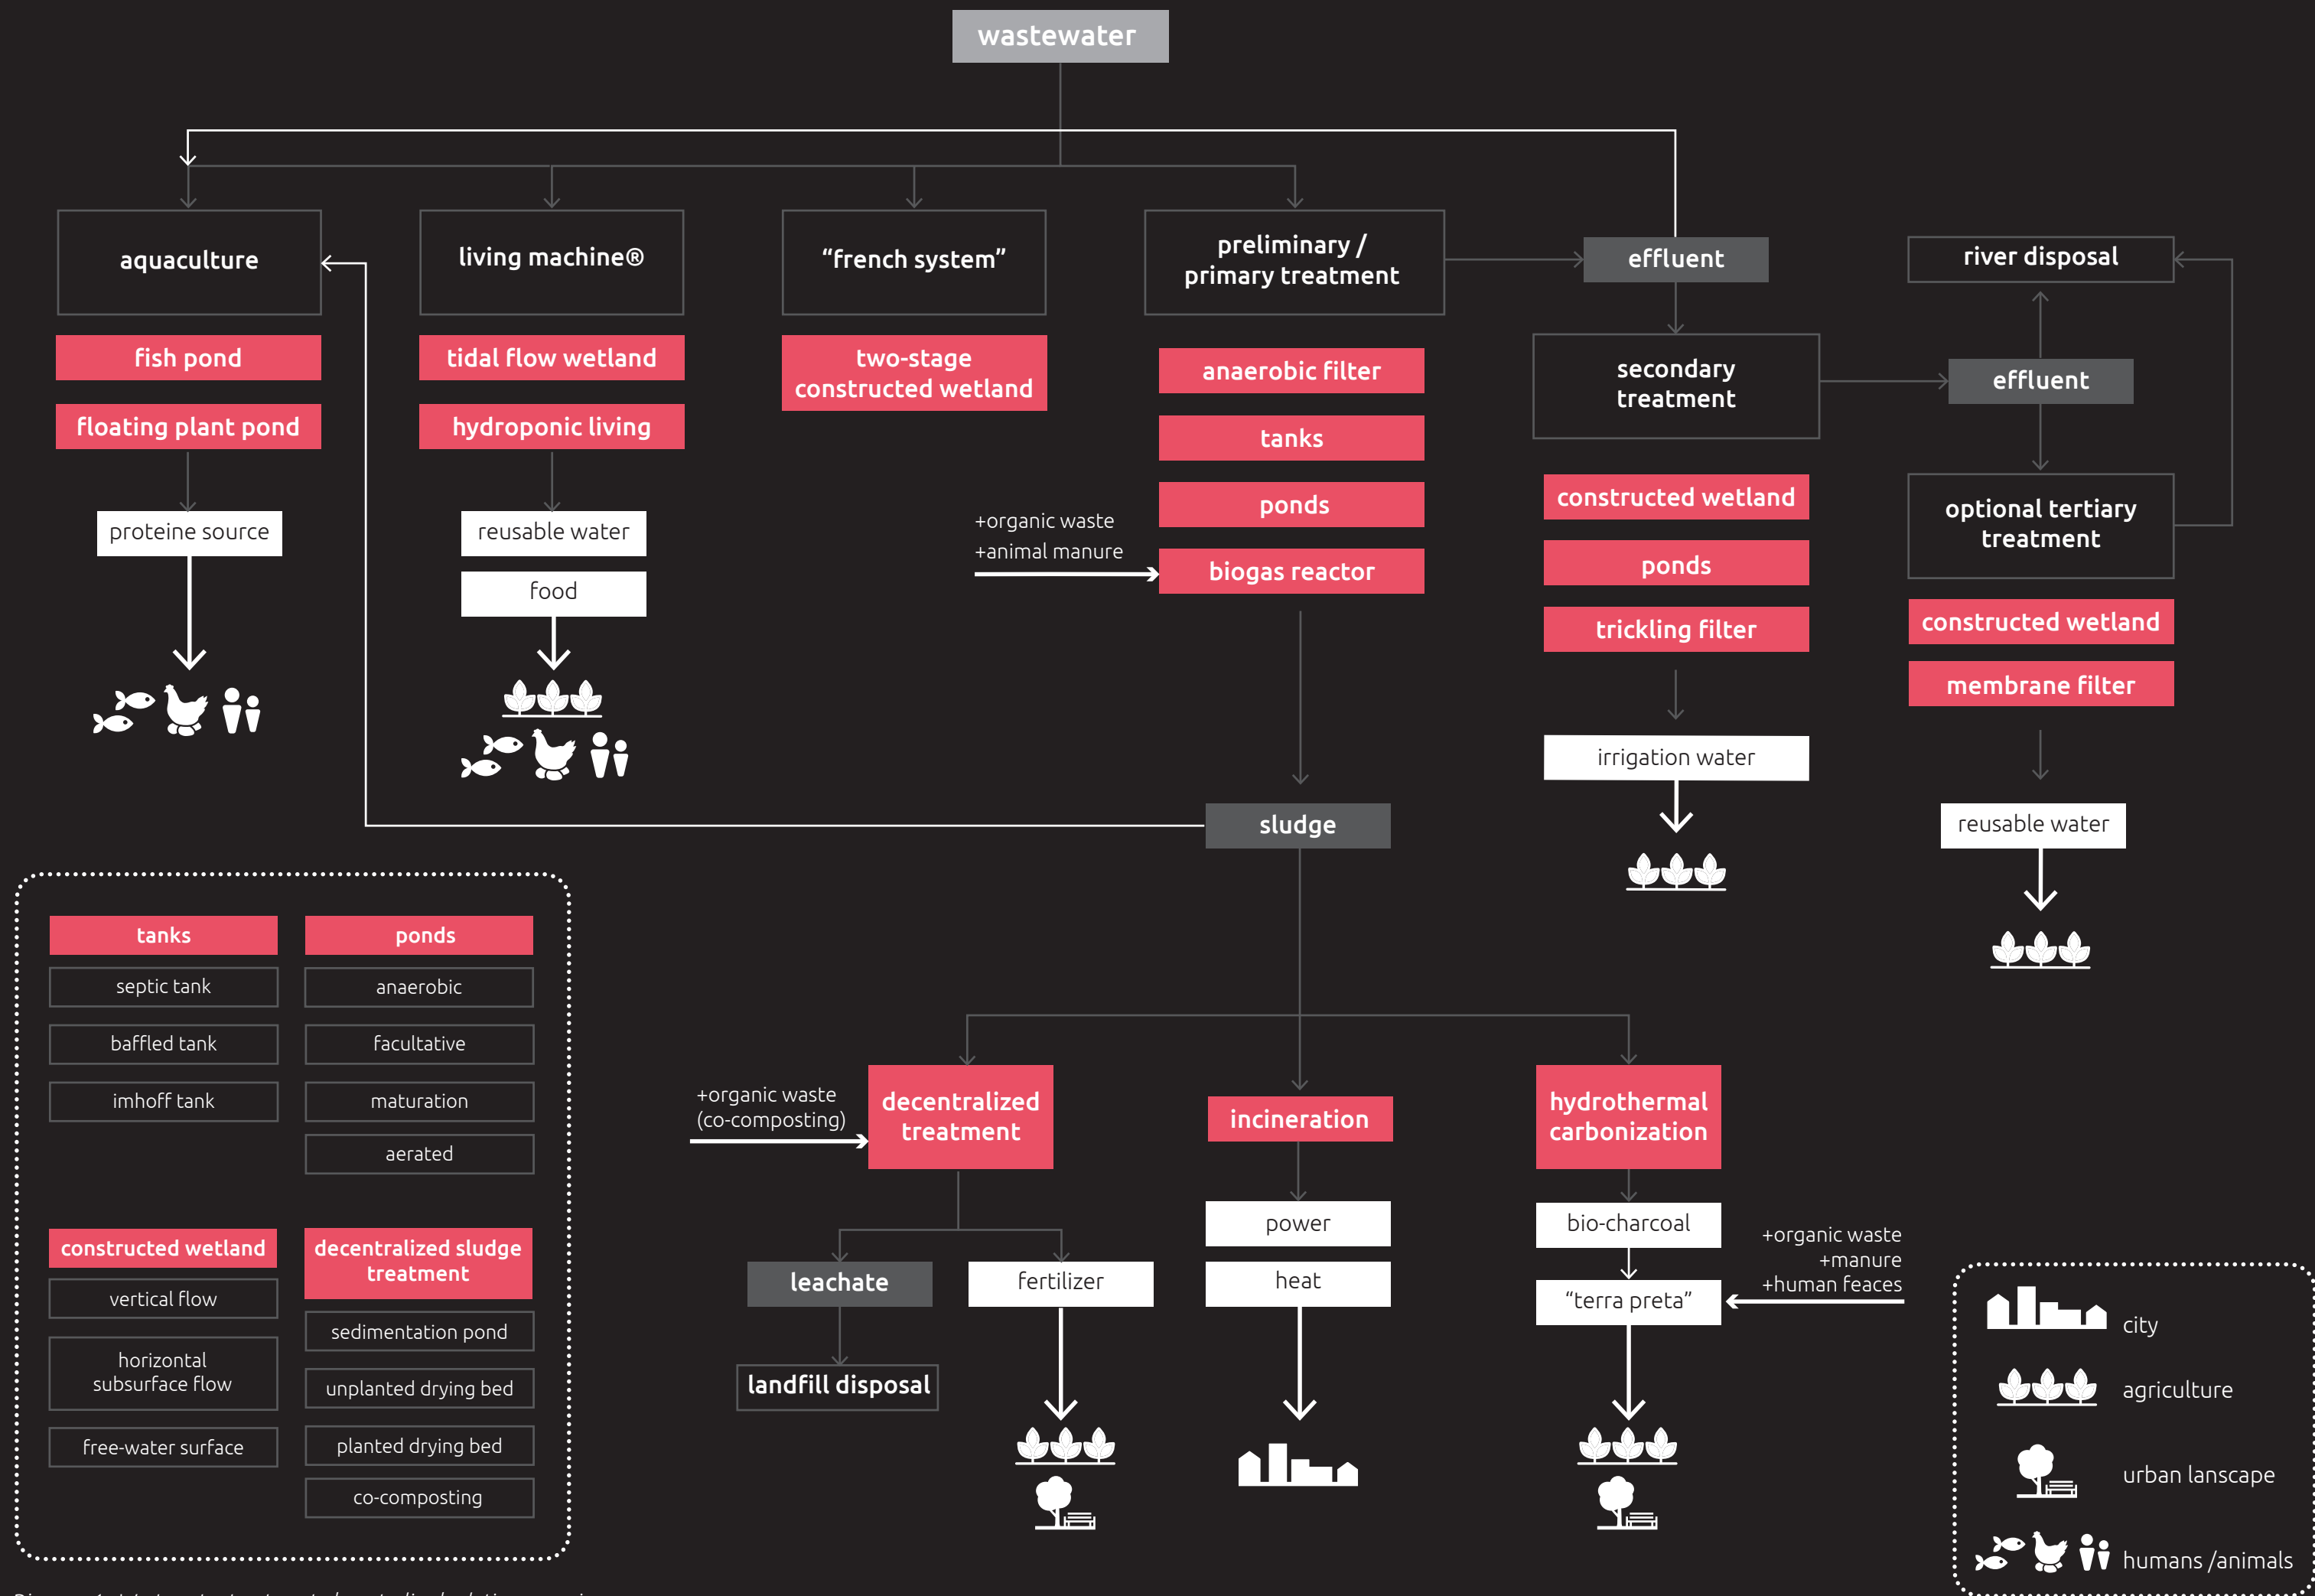 wastewater
aquaculture
living machine®
“french system”
preliminary /
primary treatment
effluent
river disposal
fish pond
floating plant pond
proteine source
tidal flow wetland
hydroponic living
reusable water
food
two-stage
constructed wetland
anaerobic filter
tanks
ponds
+organic waste
+animal manure
biogas reactor
secondary
treatment
effluent
constructed wetland
ponds
trickling filter
irrigation water
optional tertiary
treatment
constructed wetland
membrane filter
reusable water
sludge
tanks
septic tank
baffled tank
imhoff tank
ponds
anaerobic
facultative
maturation
aerated
constructed wetland
vertical flow
horizontal
subsurface flow
free-water surface
decentralized sludge
treatment
sedimentation pond
unplanted drying bed
planted drying bed
co-composting
+organic waste
(co-composting)
decentralized
treatment
leachate
landfill disposal
fertilizer
incineration
power
heat
hydrothermal
carbonization
bio-charcoal
“terra preta”
+organic waste
+manure
+human feaces
city
agriculture
urban lanscape
humans /animals